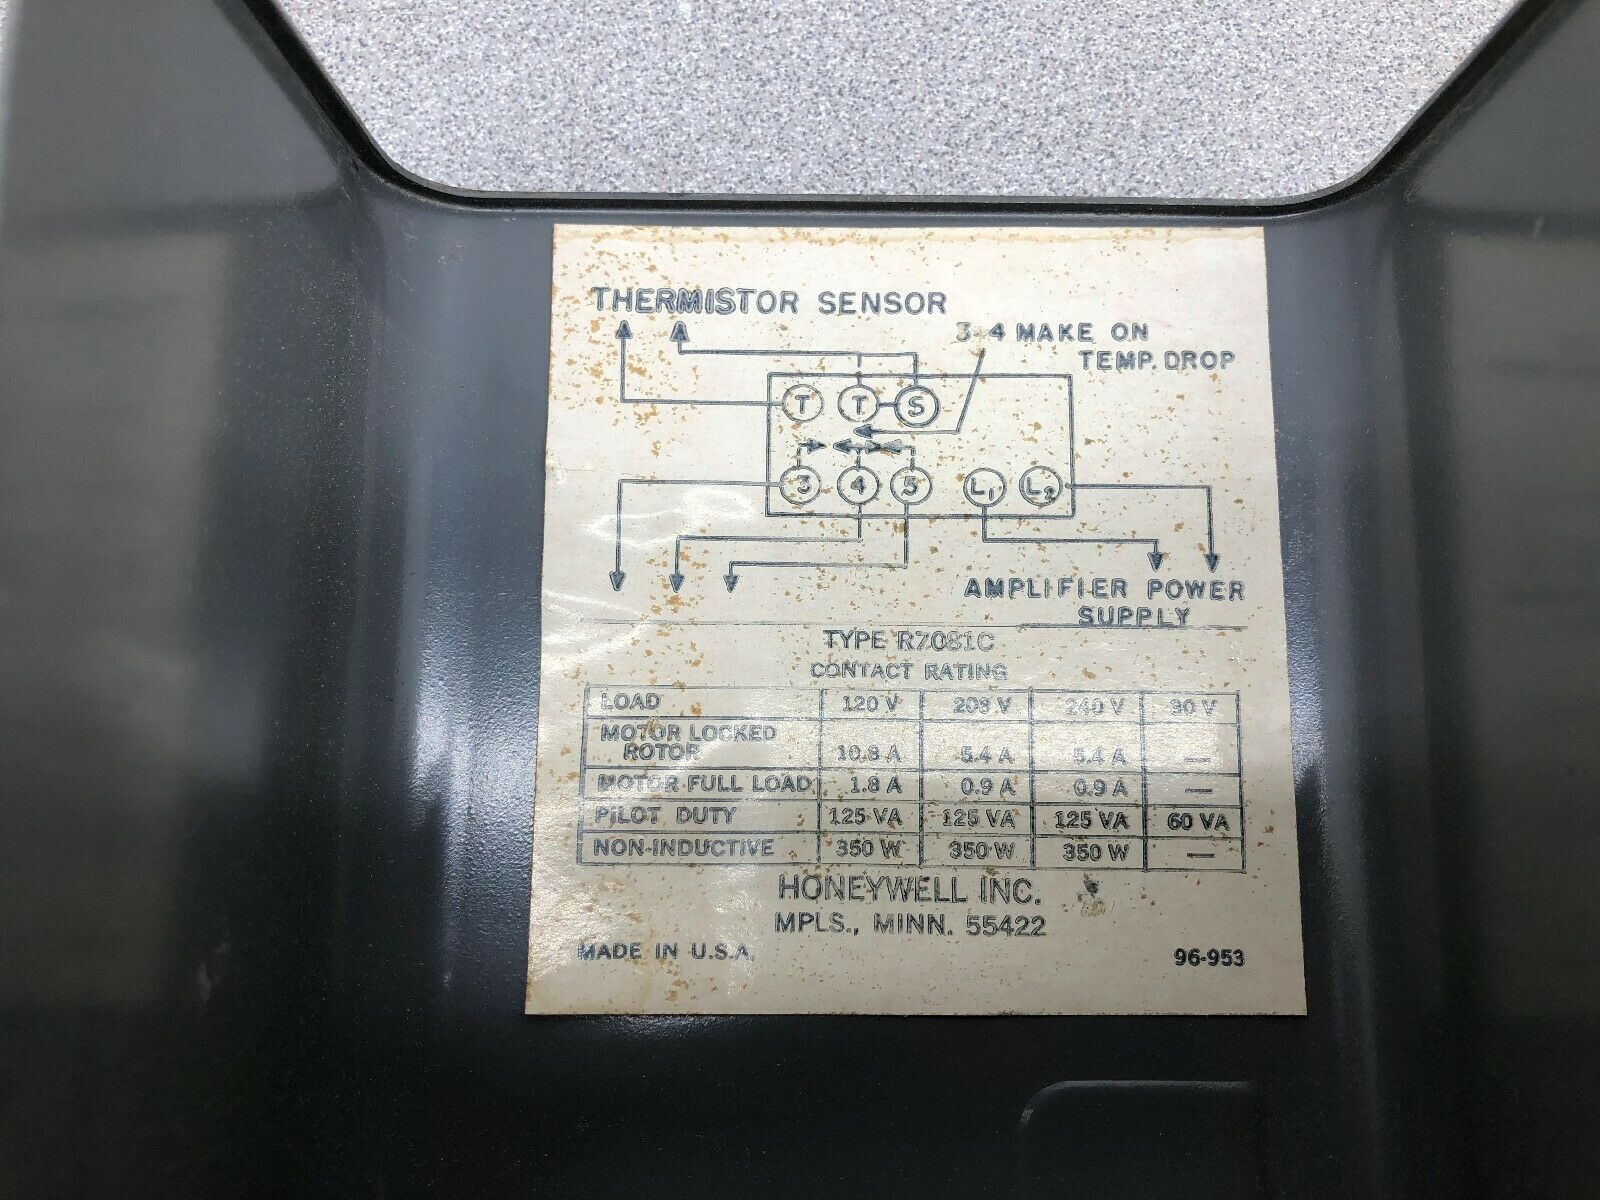 THERMISTOR SENSOR
3-4 MAKE ON
TEMP. DROP
T T S
3 4 5 L1 L2
AMPLIFIER POWER
SUPPLY
TYPE R7081C
CONTACT RATING
LOAD 120 V 208 V 240 V 30 V
MOTOR LOCKED
ROTOR 10.8 A 5.4 A 5.4 A —
MOTOR FULL LOAD 1.8 A 0.9 A 0.9 A —
PILOT DUTY 125 VA 125 VA 125 VA 60 VA
NON-INDUCTIVE 350 W 350 W 350 W —
HONEYWELL INC.
MPLS., MINN. 55422
MADE IN U.S.A.
96-953